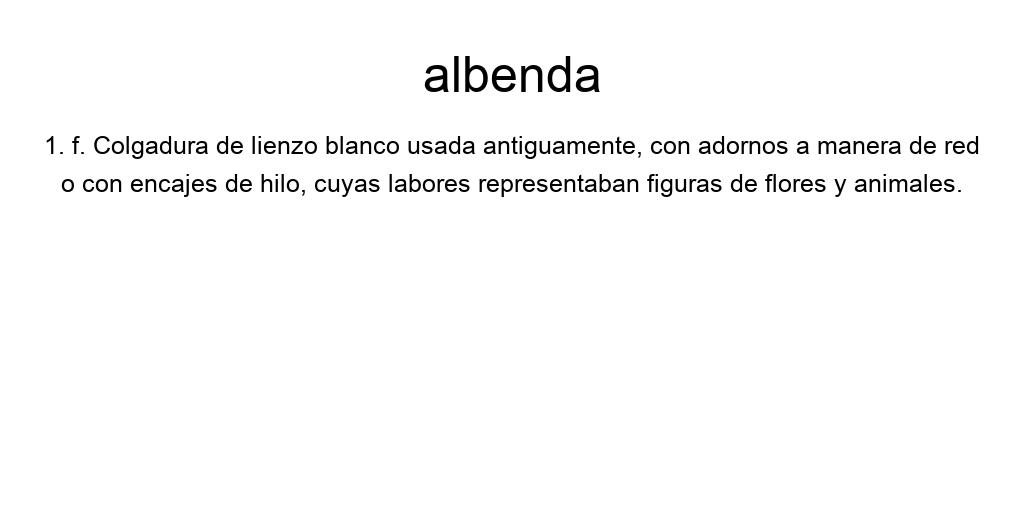 albenda
1. f. Colgadura de lienzo blanco usada antiguamente, con adornos a manera de red
o con encajes de hilo, cuyas labores representaban figuras de flores y animales.